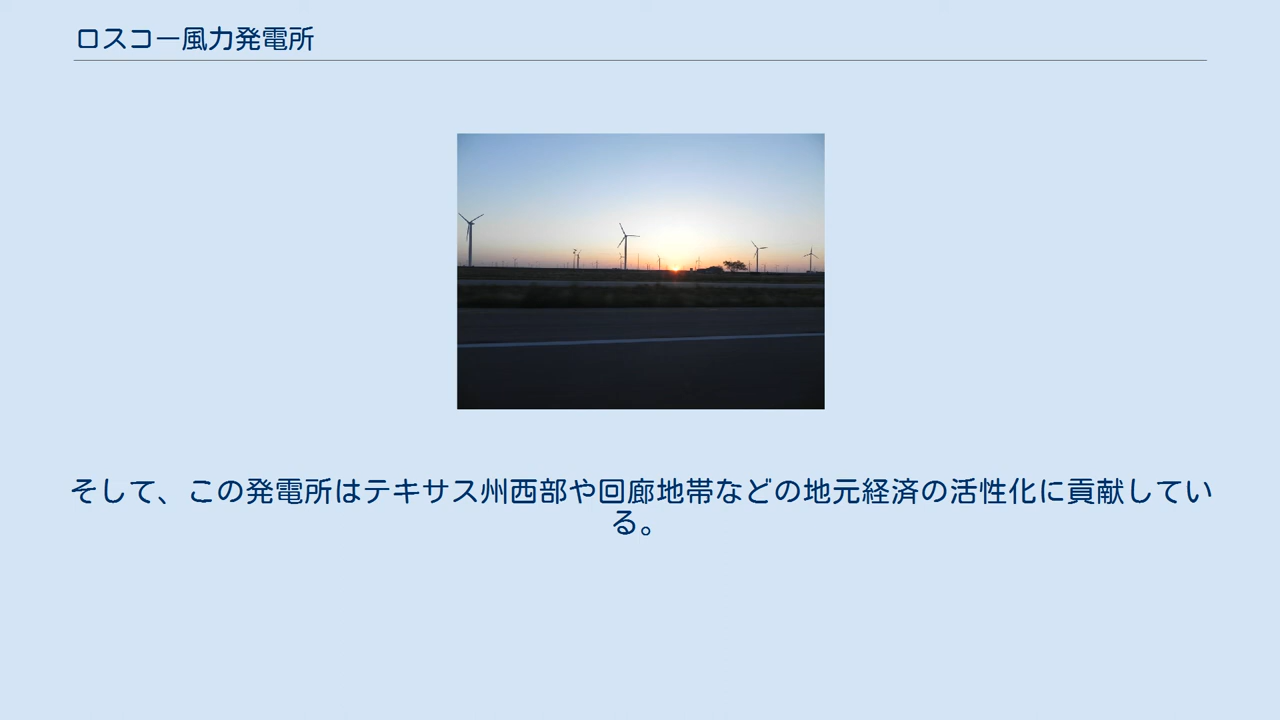 ロスコー風力発電所
そして、この発電所はテキサス州西部や回廊地帯などの地元経済の活性化に貢献してい
る。